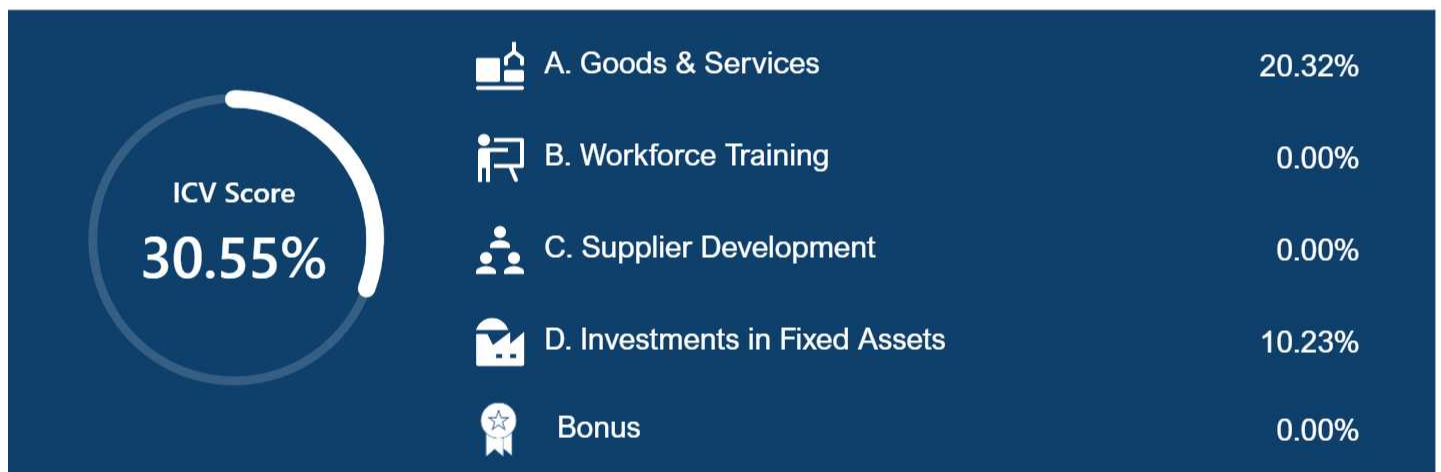 ICV Score
30.55%
A. Goods & Services 20.32%
B. Workforce Training 0.00%
C. Supplier Development 0.00%
D. Investments in Fixed Assets 10.23%
Bonus 0.00%